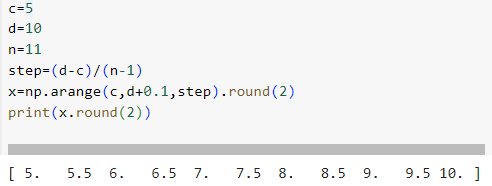 c=5
d=10
n=11
step=(d-c)/(n-1)
x=np.arange(c,d+0.1,step).round(2)
print(x.round(2))
[ 5.   5.5  6.   6.5  7.   7.5  8.   8.5  9.   9.5 10. ]